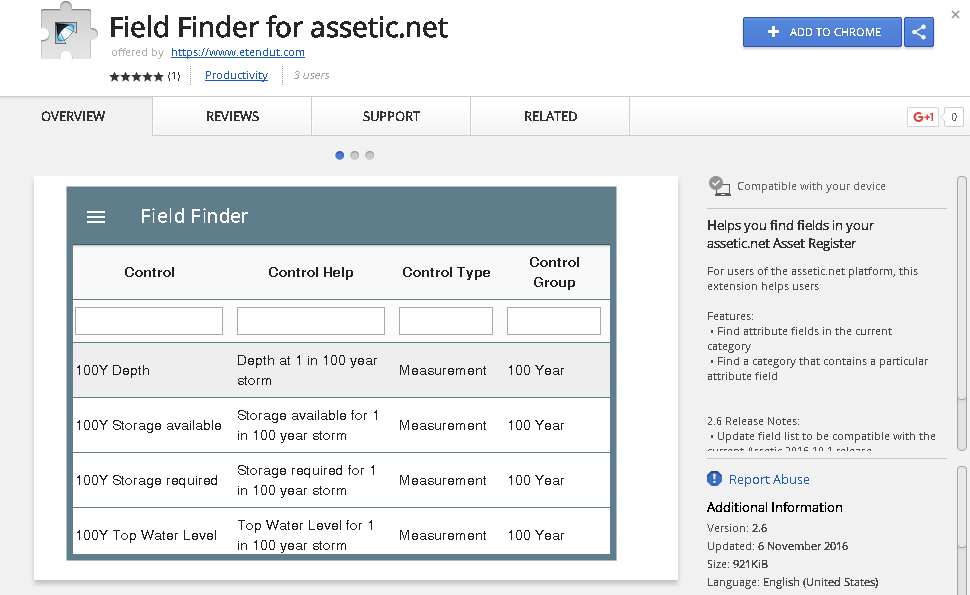 Field Finder for assetic.net
offered by https://www.etendut.com
★★★★★ (1) Productivity 3 users
ADD TO CHROME
OVERVIEW REVIEWS SUPPORT RELATED
G+1 0
Field Finder
Control Control Help Control Type Control
Group
100Y Depth Depth at 1 in 100 year
storm Measurement 100 Year
100Y Storage available Storage available for 1
in 100 year storm Measurement 100 Year
100Y Storage required Storage required for 1
in 100 year storm Measurement 100 Year
100Y Top Water Level Top Water Level for 1
in 100 year storm Measurement 100 Year
Compatible with your device
Helps you find fields in your
assetic.net Asset Register
For users of the assetic.net platform, this
extension helps users
Features:
• Find attribute fields in the current
category
• Find a category that contains a particular
attribute field
2.6 Release Notes:
• Update field list to be compatible with the
current Assetic 2016.10.1 release
Report Abuse
Additional Information
Version: 2.6
Updated: 6 November 2016
Size: 921KiB
Language: English (United States)